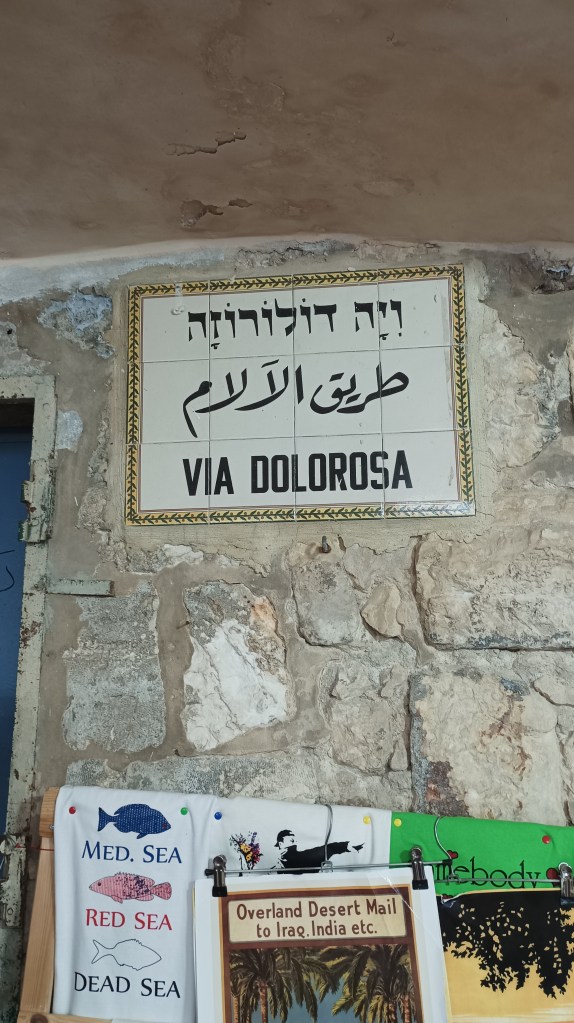 וִיָה דוֹלוֹרוֹזָה
طريق الآلام
VIA DOLOROSA
MED. SEA
RED SEA
DEAD SEA
Overland Desert Mail
to Iraq, India etc.